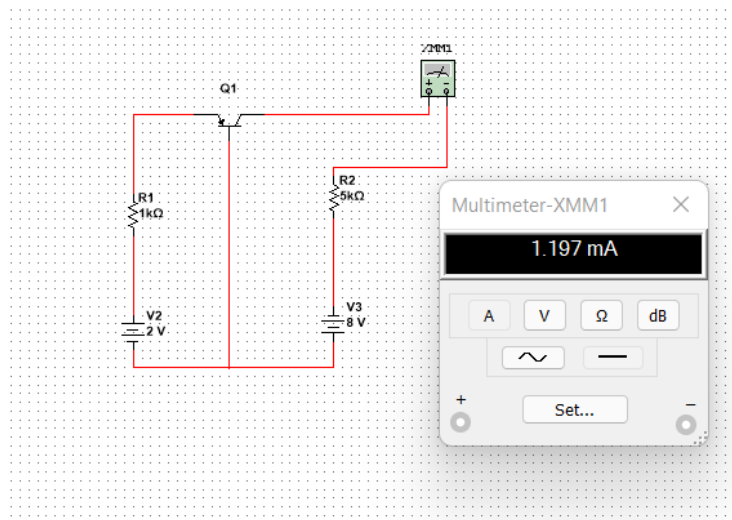 XMM1
Q1
R1
1kΩ
R2
5kΩ
V2
2 V
V3
8 V
Multimeter-XMM1
1.197 mA
A
V
Ω
dB
+
−
Set...